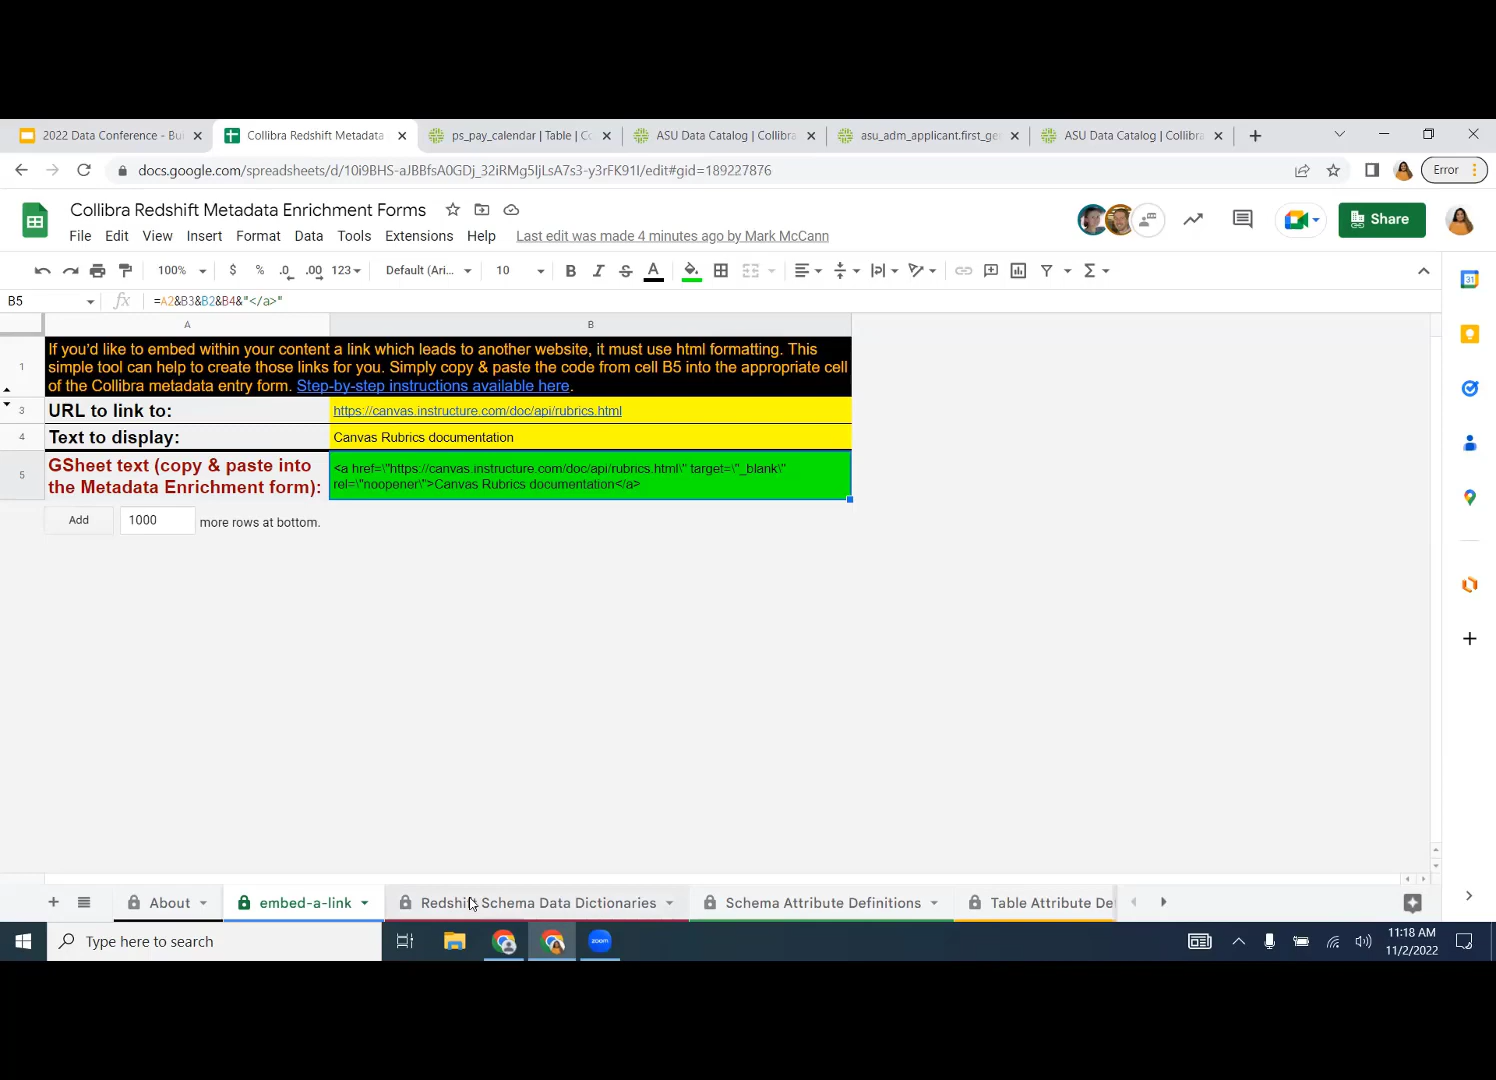 2022 Data Conference - Bui
Collibra Redshift Metadata
ps_pay_calendar | Table | Co
ASU Data Catalog | Collibra
asu_adm_applicant.first_ge
ASU Data Catalog | Collibra
docs.google.com/spreadsheets/d/10i9BHS-aJBBfsA0GDj_32iRMg5IjLsA7s3-y3rFK91I/edit#gid=189227876
Error
Collibra Redshift Metadata Enrichment Forms
Share
File Edit View Insert Format Data Tools Extensions Help Last edit was made 4 minutes ago by Mark McCann
100% $ % .0 .00 123 Default (Ari... 10 B I S A
B5 fx =A2&B3&B2&B4&"</a>"
A B
1 If you'd like to embed within your content a link which leads to another website, it must use html formatting. This
simple tool can help to create those links for you. Simply copy & paste the code from cell B5 into the appropriate cell
of the Collibra metadata entry form. Step-by-step instructions available here.
3 URL to link to: https://canvas.instructure.com/doc/api/rubrics.html
4 Text to display: Canvas Rubrics documentation
5 GSheet text (copy & paste into
the Metadata Enrichment form):
<a href=\"https://canvas.instructure.com/doc/api/rubrics.html\" target=\"_blank\"
rel=\"noopener\">Canvas Rubrics documentation</a>
Add 1000 more rows at bottom.
31
About embed-a-link Redshift Schema Data Dictionaries Schema Attribute Definitions Table Attribute De
Type here to search
zoom
11:18 AM
11/2/2022